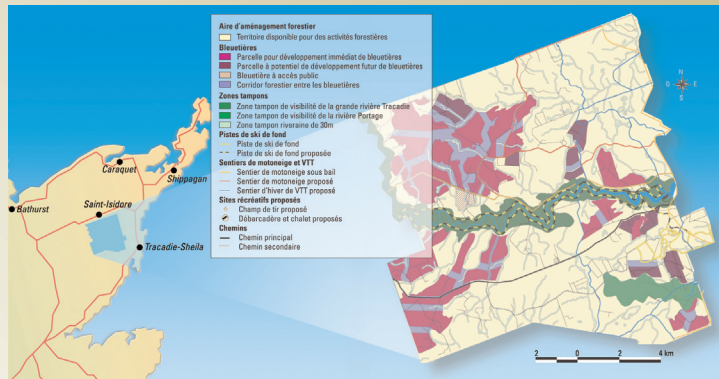 Aire d'aménagement forestier
Territoire disponible pour des activités forestières
Bleuetières
Parcelle pour développement immédiat de bleuetières
Parcelle à potentiel de développement futur de bleuetières
Bleuetière à accès public
Corridor forestier entre les bleuetières
Zones tampons
Zone tampon de visibilité de la grande rivière Tracadie
Zone tampon de visibilité de la rivière Portage
Zone tampon riveraine de 30m
Pistes de ski de fond
Piste de ski de fond
Piste de ski de fond proposée
Sentiers de motoneige et VTT
Sentier de motoneige sous bail
Sentier de motoneige proposé
Sentier d'hiver de VTT proposé
Sites récréatifs proposés
Champ de tir proposé
Débarcadère et chalet proposés
Chemins
Chemin principal
Chemin secondaire
Caraquet
Shippagan
Saint-Isidore
Bathurst
Tracadie-Sheila
N
O E
S
2 0 2 4 km